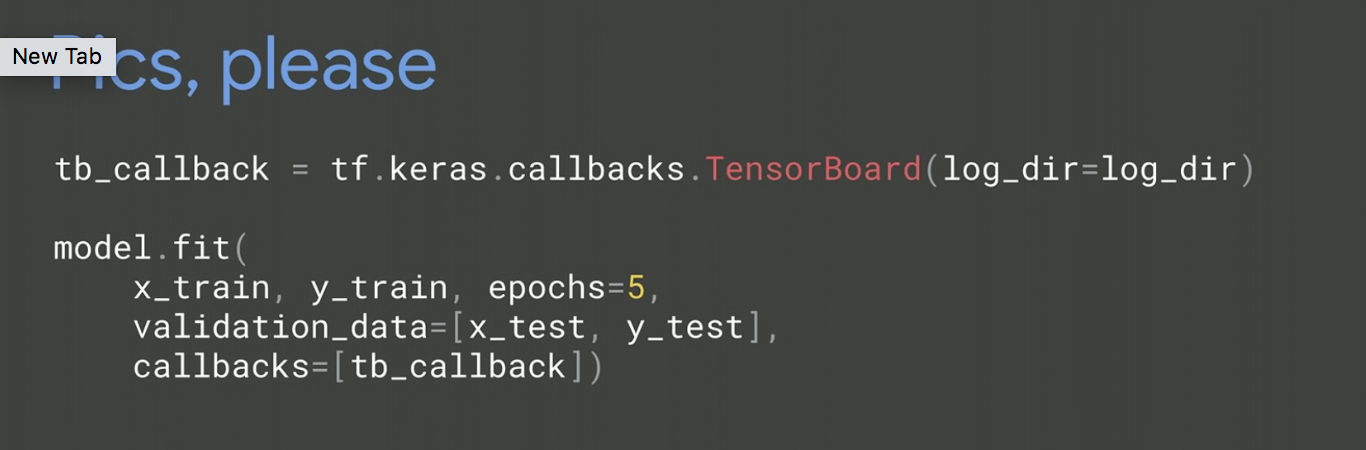 New Tab
Pics, please
tb_callback = tf.keras.callbacks.TensorBoard(log_dir=log_dir)
model.fit(
    x_train, y_train, epochs=5,
    validation_data=[x_test, y_test],
    callbacks=[tb_callback])